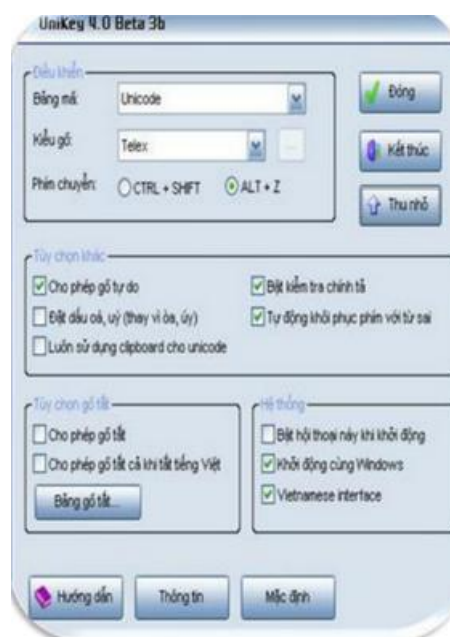 UniKey 4.0 Beta 3b
Điều khiển
Bảng mã: Unicode
Đóng
Kiểu gõ: Telex
...
Kết thúc
Phím chuyển: CTRL + SHIFT ALT + Z
Thu nhỏ
Tùy chọn khác
Cho phép gõ tự do
Bật kiểm tra chính tả
Đặt dấu oà, uý (thay vì òa, úy)
Tự động khôi phục phím với từ sai
Luôn sử dụng clipboard cho unicode
Tùy chọn gõ tắt
Cho phép gõ tắt
Cho phép gõ tắt cả khi tắt tiếng Việt
Bảng gõ tắt...
Hệ thống
Bật hội thoại này khi khởi động
Khởi động cùng Windows
Vietnamese interface
Hướng dẫn
Thông tin
Mặc định